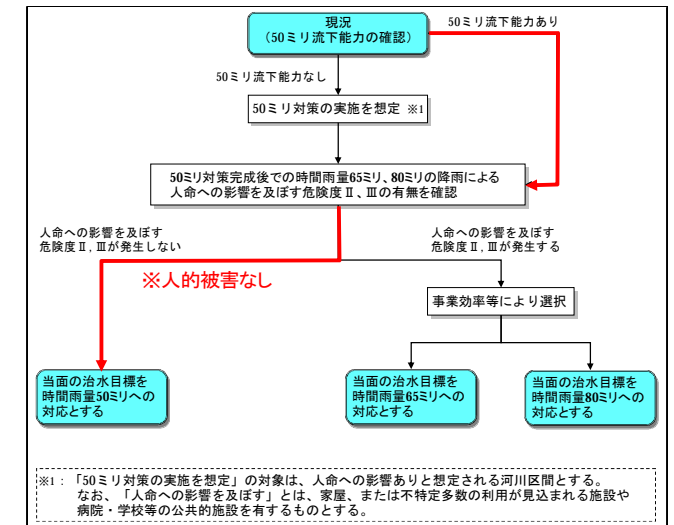 現況
(50ミリ流下能力の確認)
50ミリ流下能力あり
50ミリ流下能力なし
50ミリ対策の実施を想定 ※1
50ミリ対策完成後での時間雨量65ミリ、80ミリの降雨による
人命への影響を及ぼす危険度Ⅱ、Ⅲの有無を確認
人命への影響を及ぼす
危険度Ⅱ,Ⅲが発生しない
人命への影響を及ぼす
危険度Ⅱ,Ⅲが発生する
※人的被害なし
事業効率等により選択
当面の治水目標を
時間雨量50ミリへの
対応とする
当面の治水目標を
時間雨量65ミリへの
対応とする
当面の治水目標を
時間雨量80ミリへの
対応とする
※1:「50ミリ対策の実施を想定」の対象は、人命への影響ありと想定される河川区間とする。
なお、「人命への影響を及ぼす」とは、家屋、または不特定多数の利用が見込まれる施設や
病院・学校等の公共的施設を有するものとする。